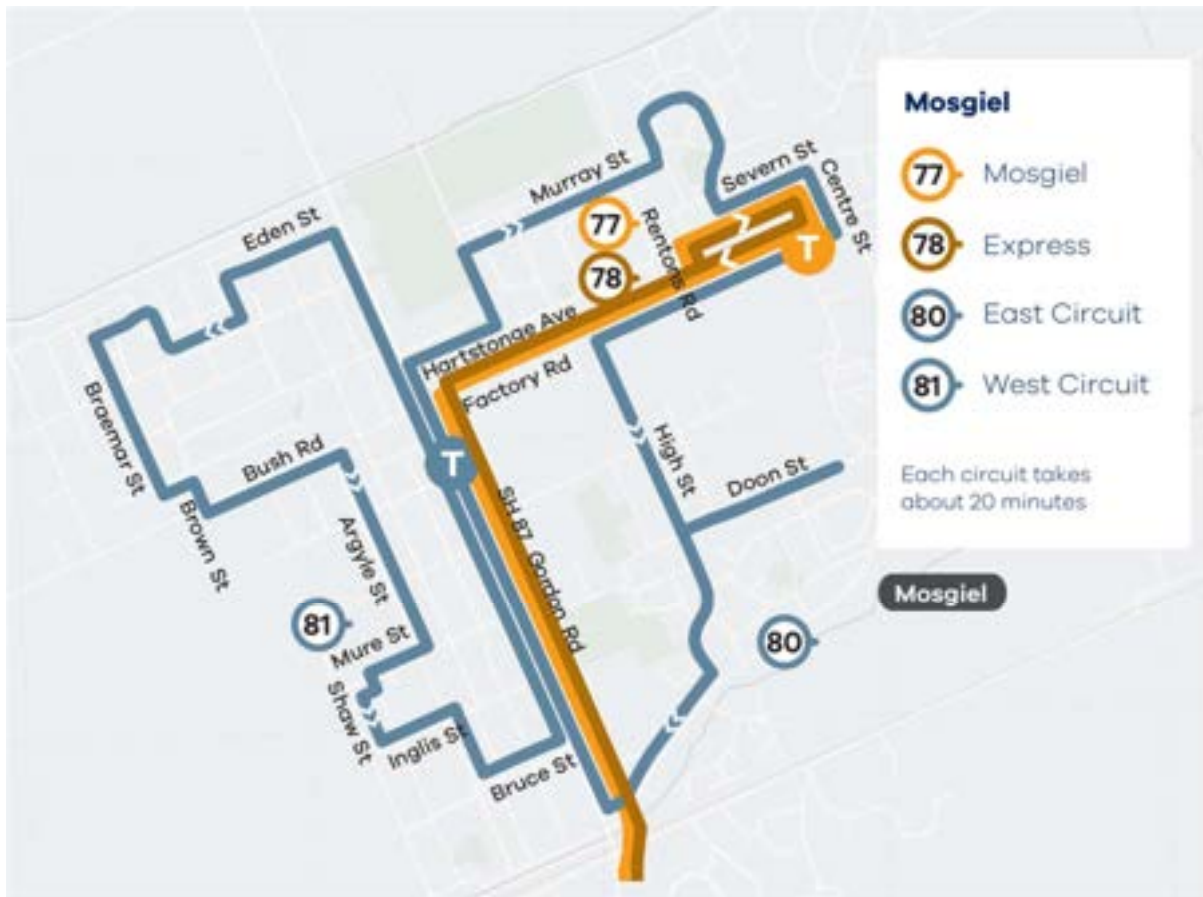 Mosgiel
77 Mosgiel
78 Express
80 East Circuit
81 West Circuit
Each circuit takes
about 20 minutes
Mosgiel
Severn St
Centre St
Murray St
77
Rentons Rd
78
T
Eden St
Hartstonge Ave
Factory Rd
Braemar St
Bush Rd
T
High St
Doon St
Brown St
SH 87 Gordon Rd
Argyle St
81
Mure St
80
Shaw St
Inglis St
Bruce St